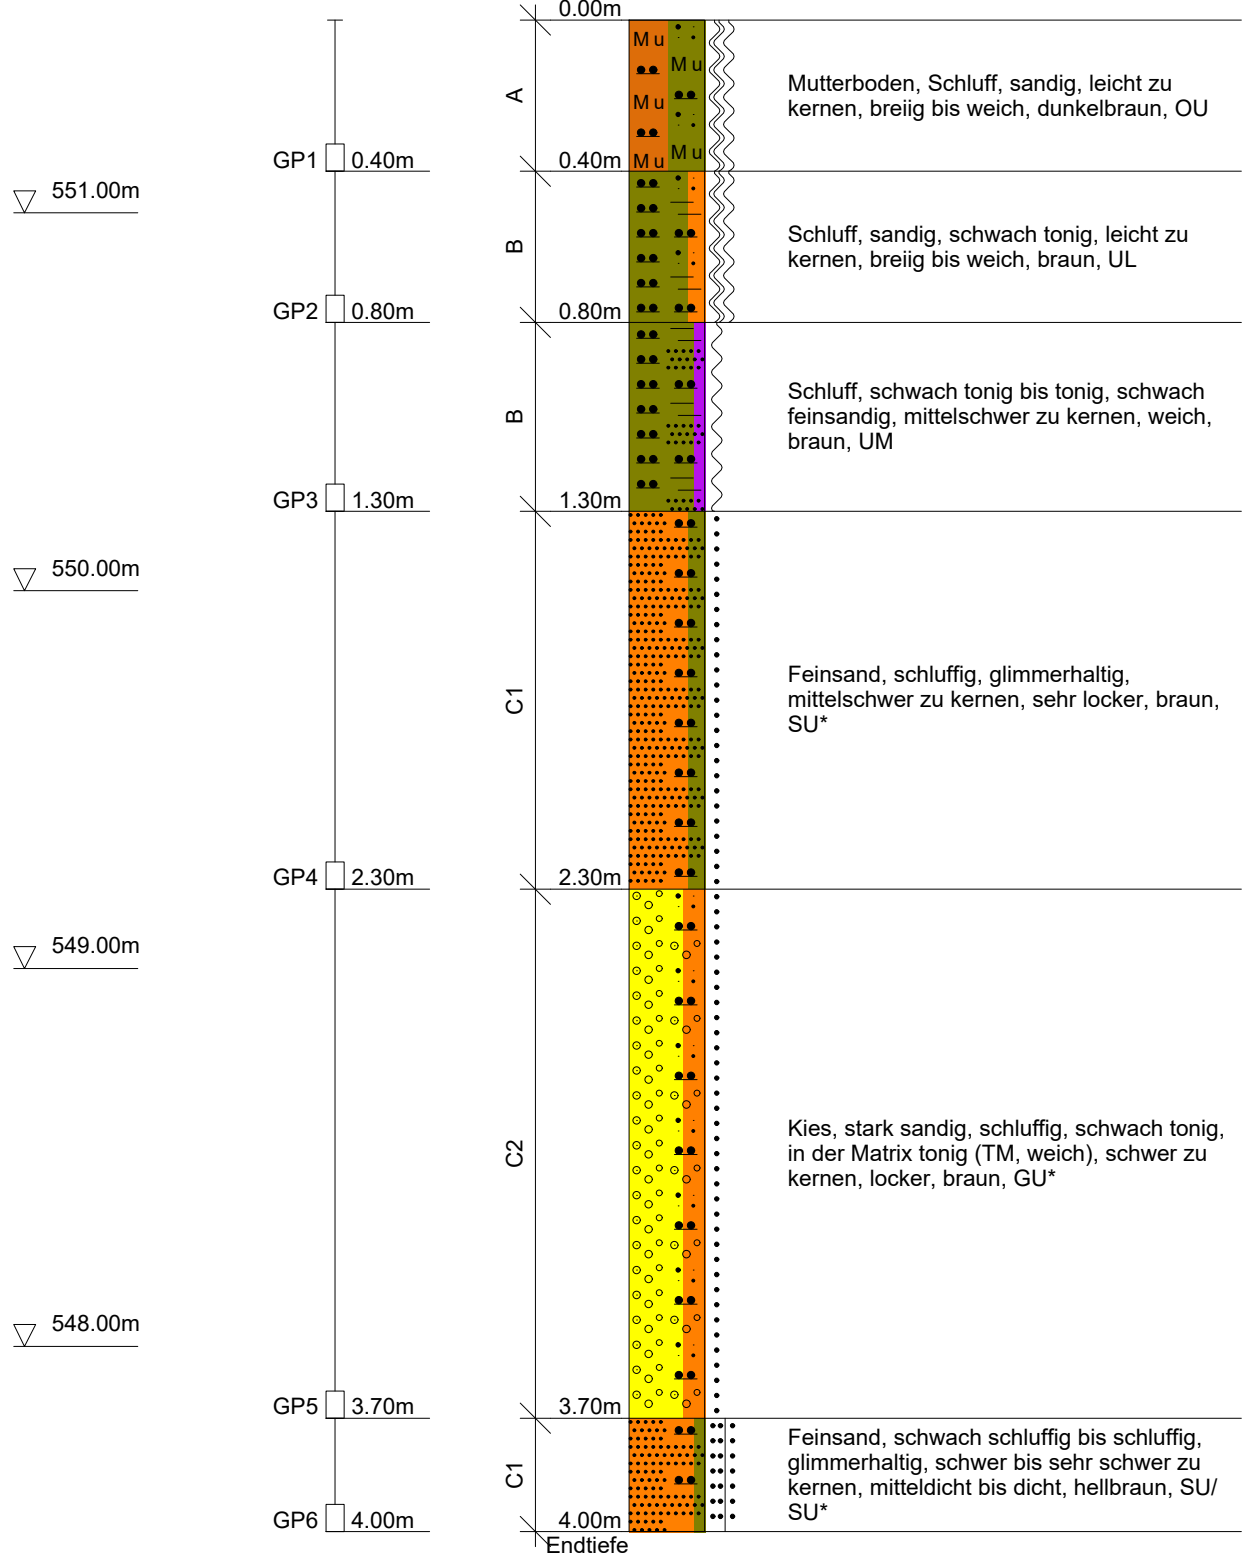 0.00m
A
M u
M u
M u
M u
M u
M u
Mutterboden, Schluff, sandig, leicht zu
kernen, breiig bis weich, dunkelbraun, OU
GP1 0.40m
0.40m
551.00m
B
Schluff, sandig, schwach tonig, leicht zu
kernen, breiig bis weich, braun, UL
GP2 0.80m
0.80m
B
Schluff, schwach tonig bis tonig, schwach
feinsandig, mittelschwer zu kernen, weich,
braun, UM
GP3 1.30m
1.30m
550.00m
C1
Feinsand, schluffig, glimmerhaltig,
mittelschwer zu kernen, sehr locker, braun,
SU*
GP4 2.30m
2.30m
549.00m
C2
Kies, stark sandig, schluffig, schwach tonig,
in der Matrix tonig (TM, weich), schwer zu
kernen, locker, braun, GU*
548.00m
GP5 3.70m
3.70m
C1
Feinsand, schwach schluffig bis schluffig,
glimmerhaltig, schwer bis sehr schwer zu
kernen, mitteldicht bis dicht, hellbraun, SU/
SU*
GP6 4.00m
4.00m
Endtiefe